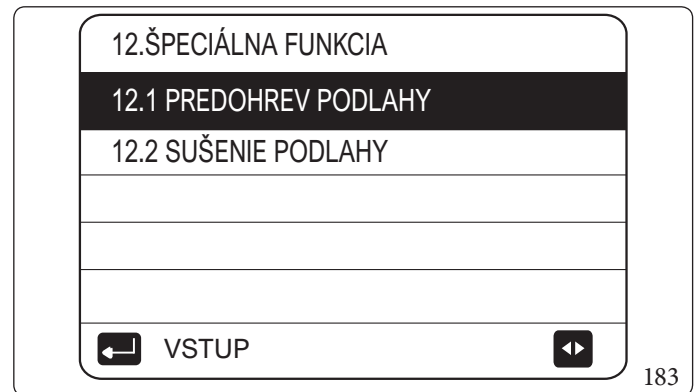 12.ŠPECIÁLNA FUNKCIA
12.1 PREDOHREV PODLAHY
12.2 SUŠENIE PODLAHY
VSTUP
183